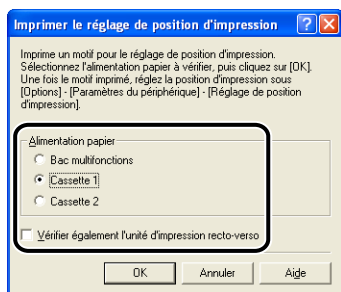 Imprimer le réglage de position d'impression
Imprime un motif pour le réglage de position d'impression.
Sélectionnez l'alimentation papier à vérifier, puis cliquez sur [OK].
Une fois le motif imprimé, réglez la position d'impression sous
[Options] - [Paramètres du périphérique] - [Réglage de position
d'impression].
Alimentation papier
Bac multifonctions
Cassette 1
Cassette 2
Vérifier également l'unité d'impression recto-verso
OK
Annuler
Aide